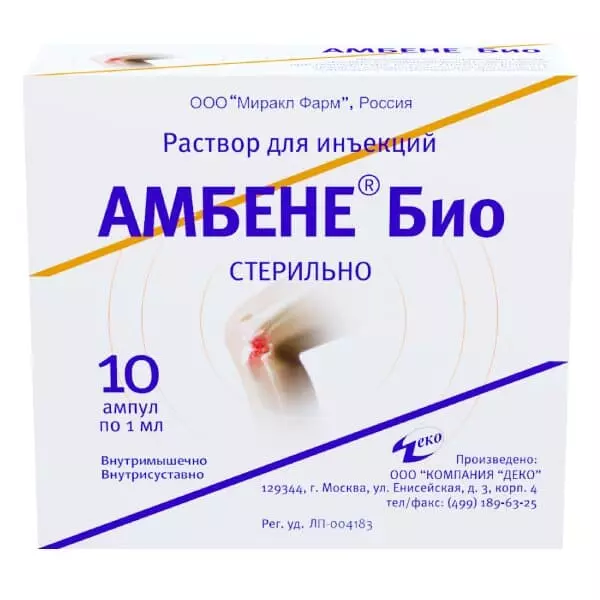 АМБЕНЕ Био
ООО "Миракл Фарм", Россия
Раствор для инъекций
АМБЕНЕ® Био
СТЕРИЛЬНО
10
ампул
по 1 мл
Внутримышечно
Внутрисуставно
Деко
Произведено:
ООО "КОМПАНИЯ "ДЕКО"
129344, г. Москва, ул. Енисейская, д. 3, корп. 4
тел/факс: (499) 189-63-25
Рег. уд. ЛП-004183